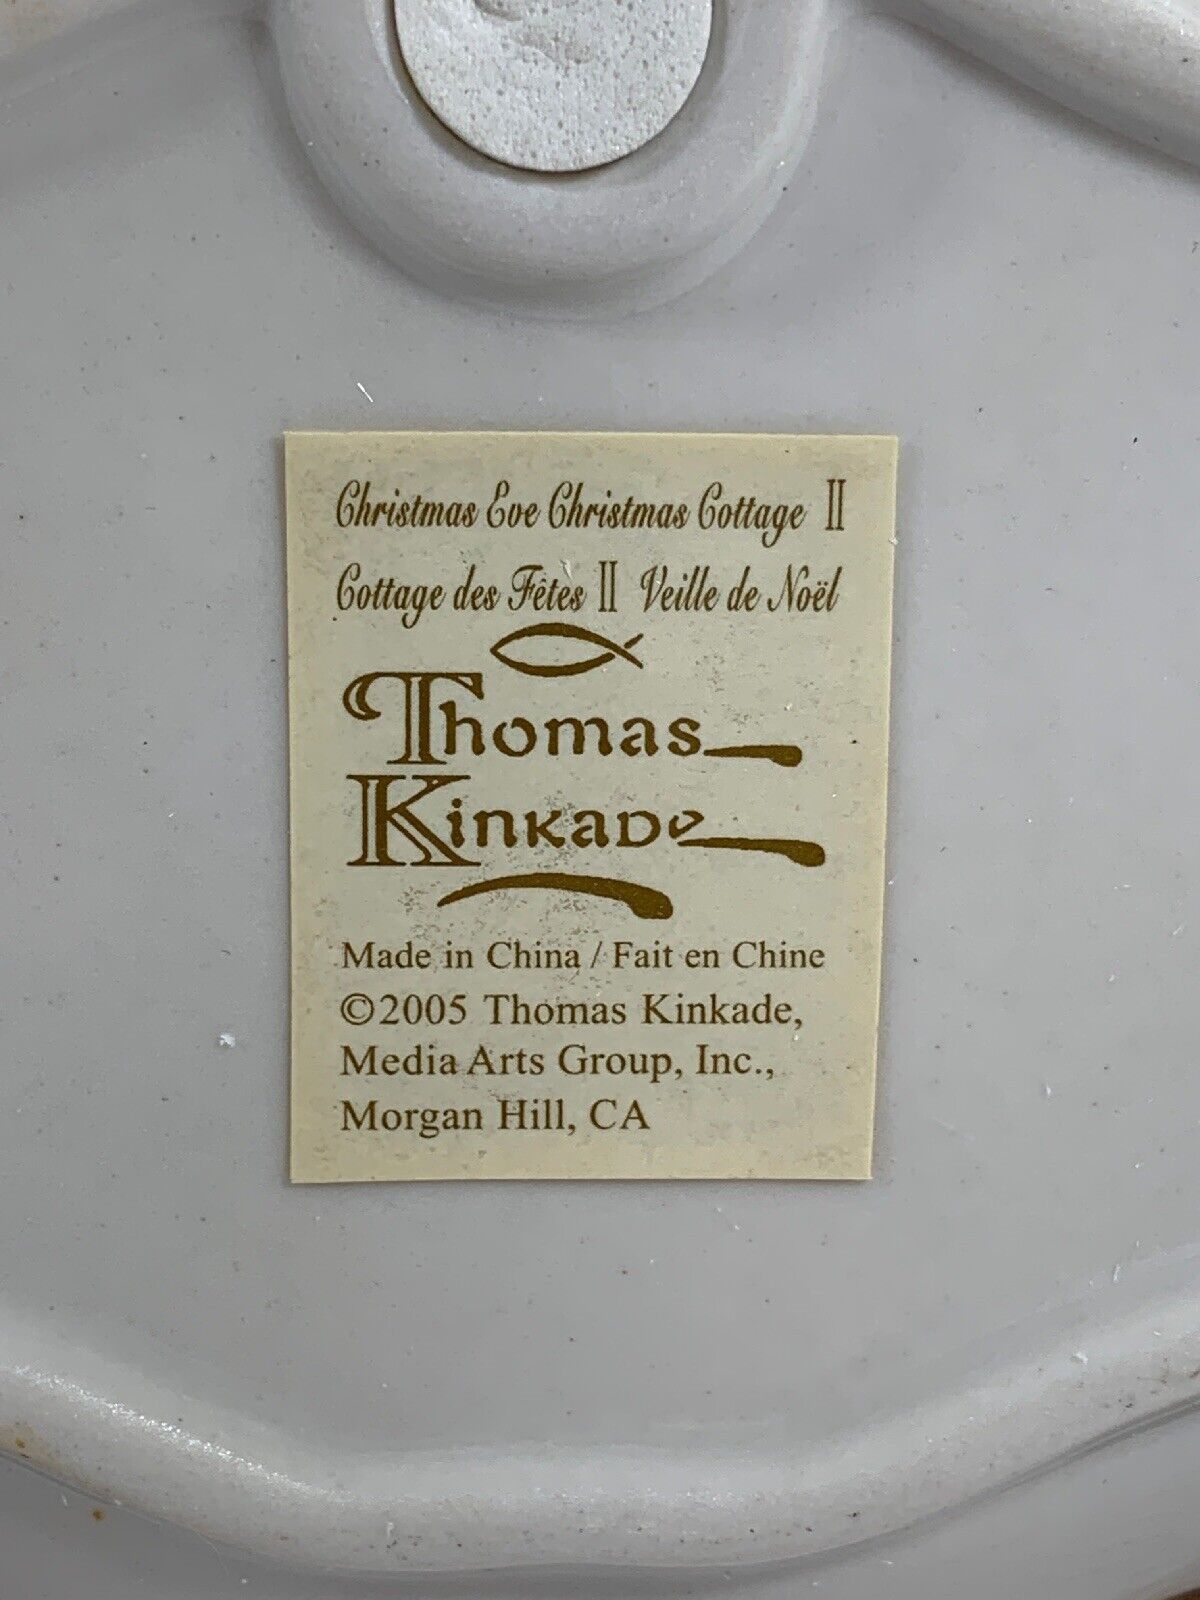 Christmas Eve Christmas Cottage II
Cottage des Fêtes II Veille de Noël
Thomas
Kinkade
Made in China / Fait en Chine
©2005 Thomas Kinkade,
Media Arts Group, Inc.,
Morgan Hill, CA